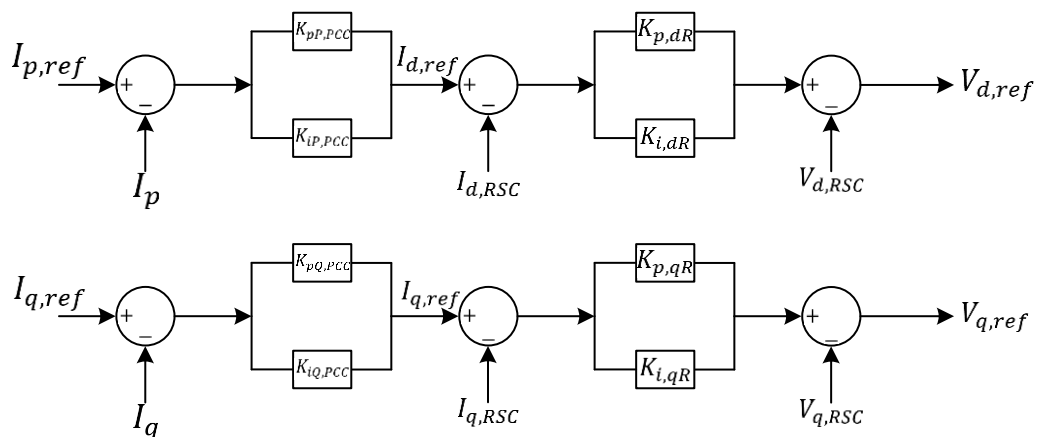 K_{pP,PCC}
K_{p,dR}
I_{p,ref}
I_{d,ref}
V_{d,ref}
+
−
+
−
+
−
K_{iP,PCC}
K_{i,dR}
I_p
I_{d,RSC}
V_{d,RSC}
K_{pQ,PCC}
K_{p,qR}
I_{q,ref}
I_{q,ref}
V_{q,ref}
+
−
+
−
+
−
K_{iQ,PCC}
K_{i,qR}
I_q
I_{q,RSC}
V_{q,RSC}